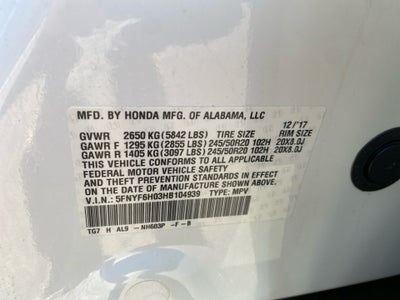 MFD. BY HONDA MFG. OF ALABAMA, LLC 12/'17
GVWR 2650 KG (5842 LBS) TIRE SIZE RIM SIZE
GAWR F 1295 KG (2855 LBS) 245/50R20 102H 20X8.0J
GAWR R 1405 KG (3097 LBS) 245/50R20 102H 20X8.0J
THIS VEHICLE CONFORMS TO ALL APPLICABLE
FEDERAL MOTOR VEHICLE SAFETY
STANDARDS IN EFFECT ON THE
DATE OF MANUFACTURE SHOWN ABOVE.
V.I.N.: 5FNYF6H03HB104939 TYPE: MPV
TG7 H AL9 -NH603P -F-B